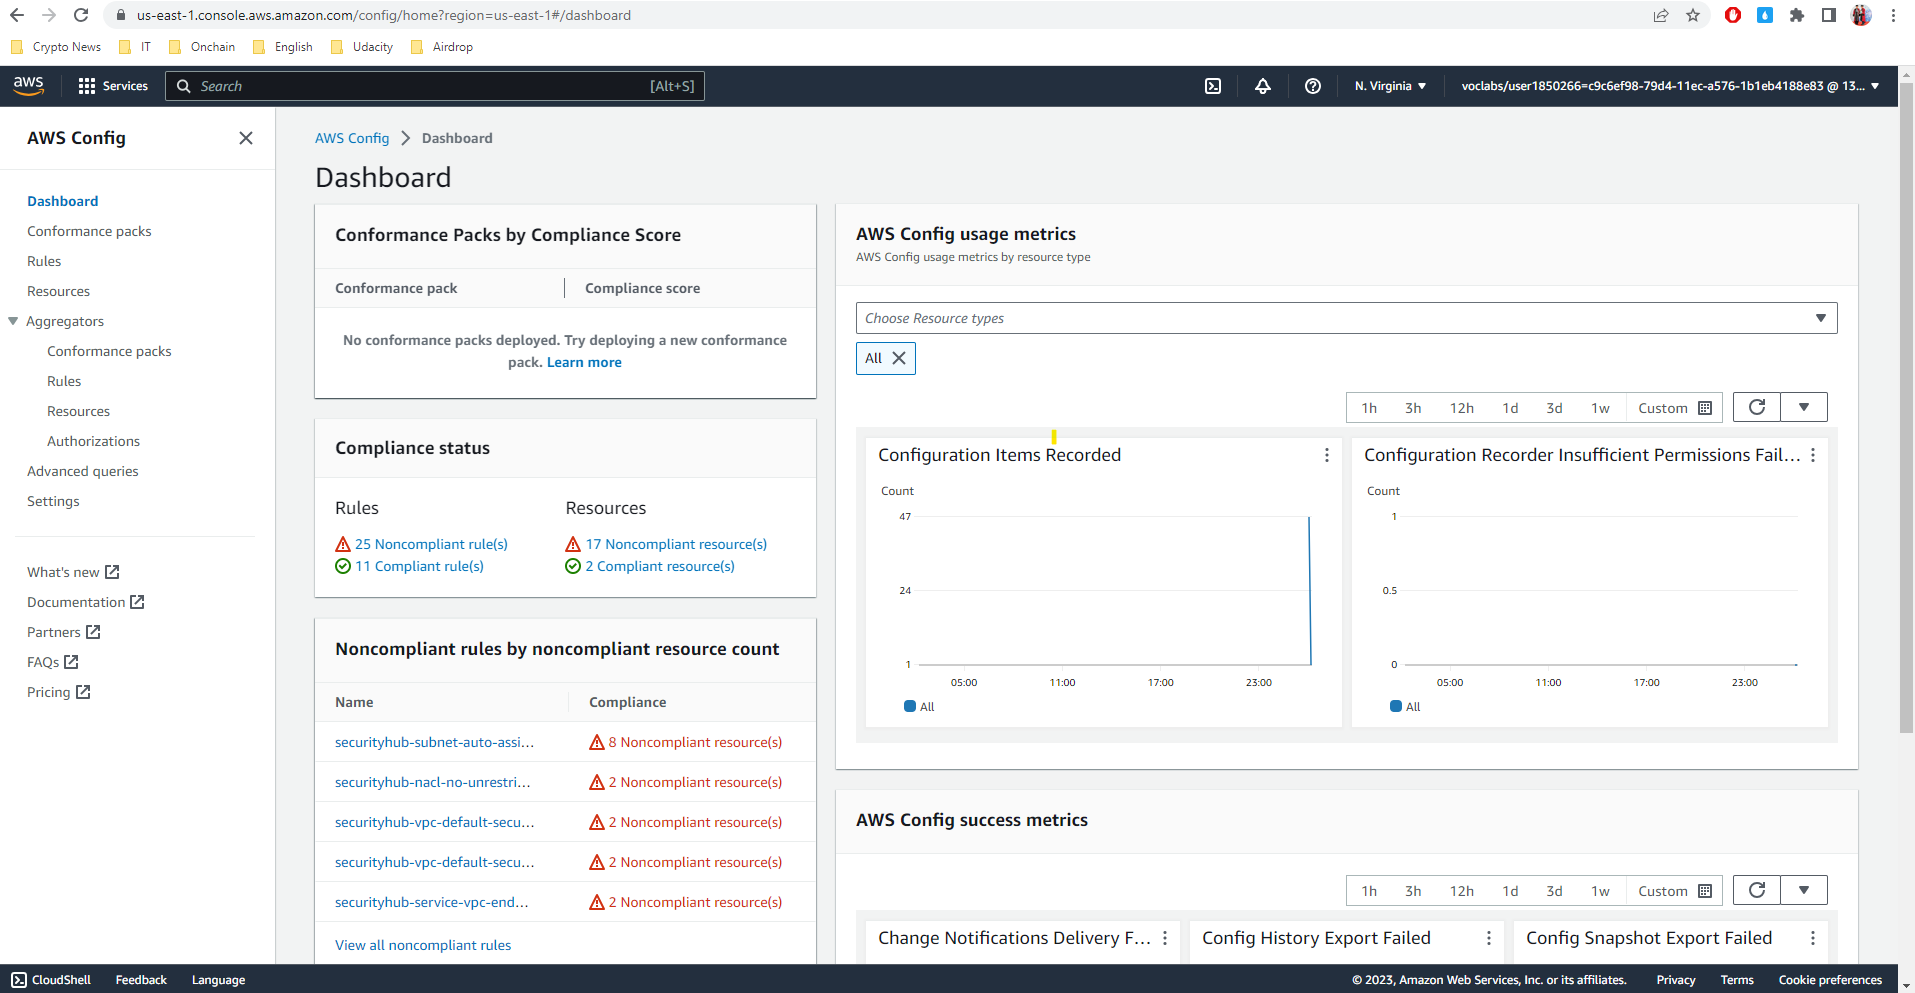 us-east-1.console.aws.amazon.com/config/home?region=us-east-1#/dashboard
Crypto News IT Onchain English Udacity Airdrop
aws Services Search [Alt+S] N. Virginia voclabs/user1850266=c9c6ef98-79d4-11ec-a576-1b1eb4188e83 @ 13...
AWS Config
Dashboard
Conformance packs
Rules
Resources
Aggregators
Conformance packs
Rules
Resources
Authorizations
Advanced queries
Settings
What's new
Documentation
Partners
FAQs
Pricing
AWS Config Dashboard
Dashboard
Conformance Packs by Compliance Score
Conformance pack Compliance score
No conformance packs deployed. Try deploying a new conformance
pack. Learn more
Compliance status
Rules Resources
25 Noncompliant rule(s) 17 Noncompliant resource(s)
11 Compliant rule(s) 2 Compliant resource(s)
Noncompliant rules by noncompliant resource count
Name Compliance
securityhub-subnet-auto-assi... 8 Noncompliant resource(s)
securityhub-nacl-no-unrestri... 2 Noncompliant resource(s)
securityhub-vpc-default-secu... 2 Noncompliant resource(s)
securityhub-vpc-default-secu... 2 Noncompliant resource(s)
securityhub-service-vpc-end... 2 Noncompliant resource(s)
View all noncompliant rules
AWS Config usage metrics
AWS Config usage metrics by resource type
Choose Resource types
All
1h 3h 12h 1d 3d 1w Custom
Configuration Items Recorded
Count
47
24
1
05:00 11:00 17:00 23:00
All
Configuration Recorder Insufficient Permissions Fail...
Count
1
0.5
0
05:00 11:00 17:00 23:00
All
AWS Config success metrics
1h 3h 12h 1d 3d 1w Custom
Change Notifications Delivery F... Config History Export Failed Config Snapshot Export Failed
CloudShell Feedback Language © 2023, Amazon Web Services, Inc. or its affiliates. Privacy Terms Cookie preferences